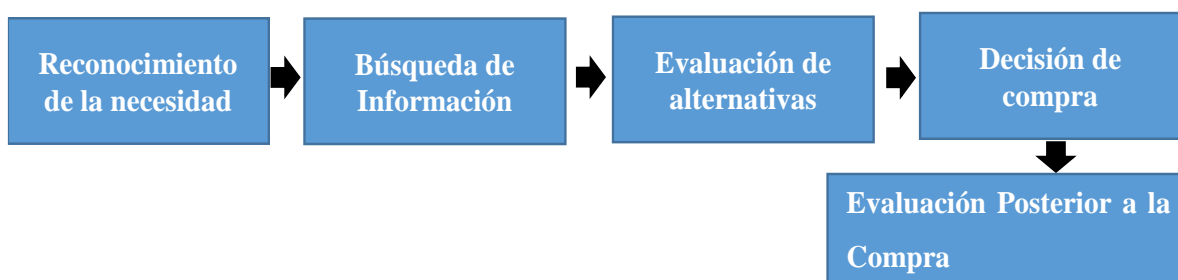 Reconocimiento
de la necesidad
Búsqueda de
Información
Evaluación de
alternativas
Decisión de
compra
Evaluación Posterior a la
Compra